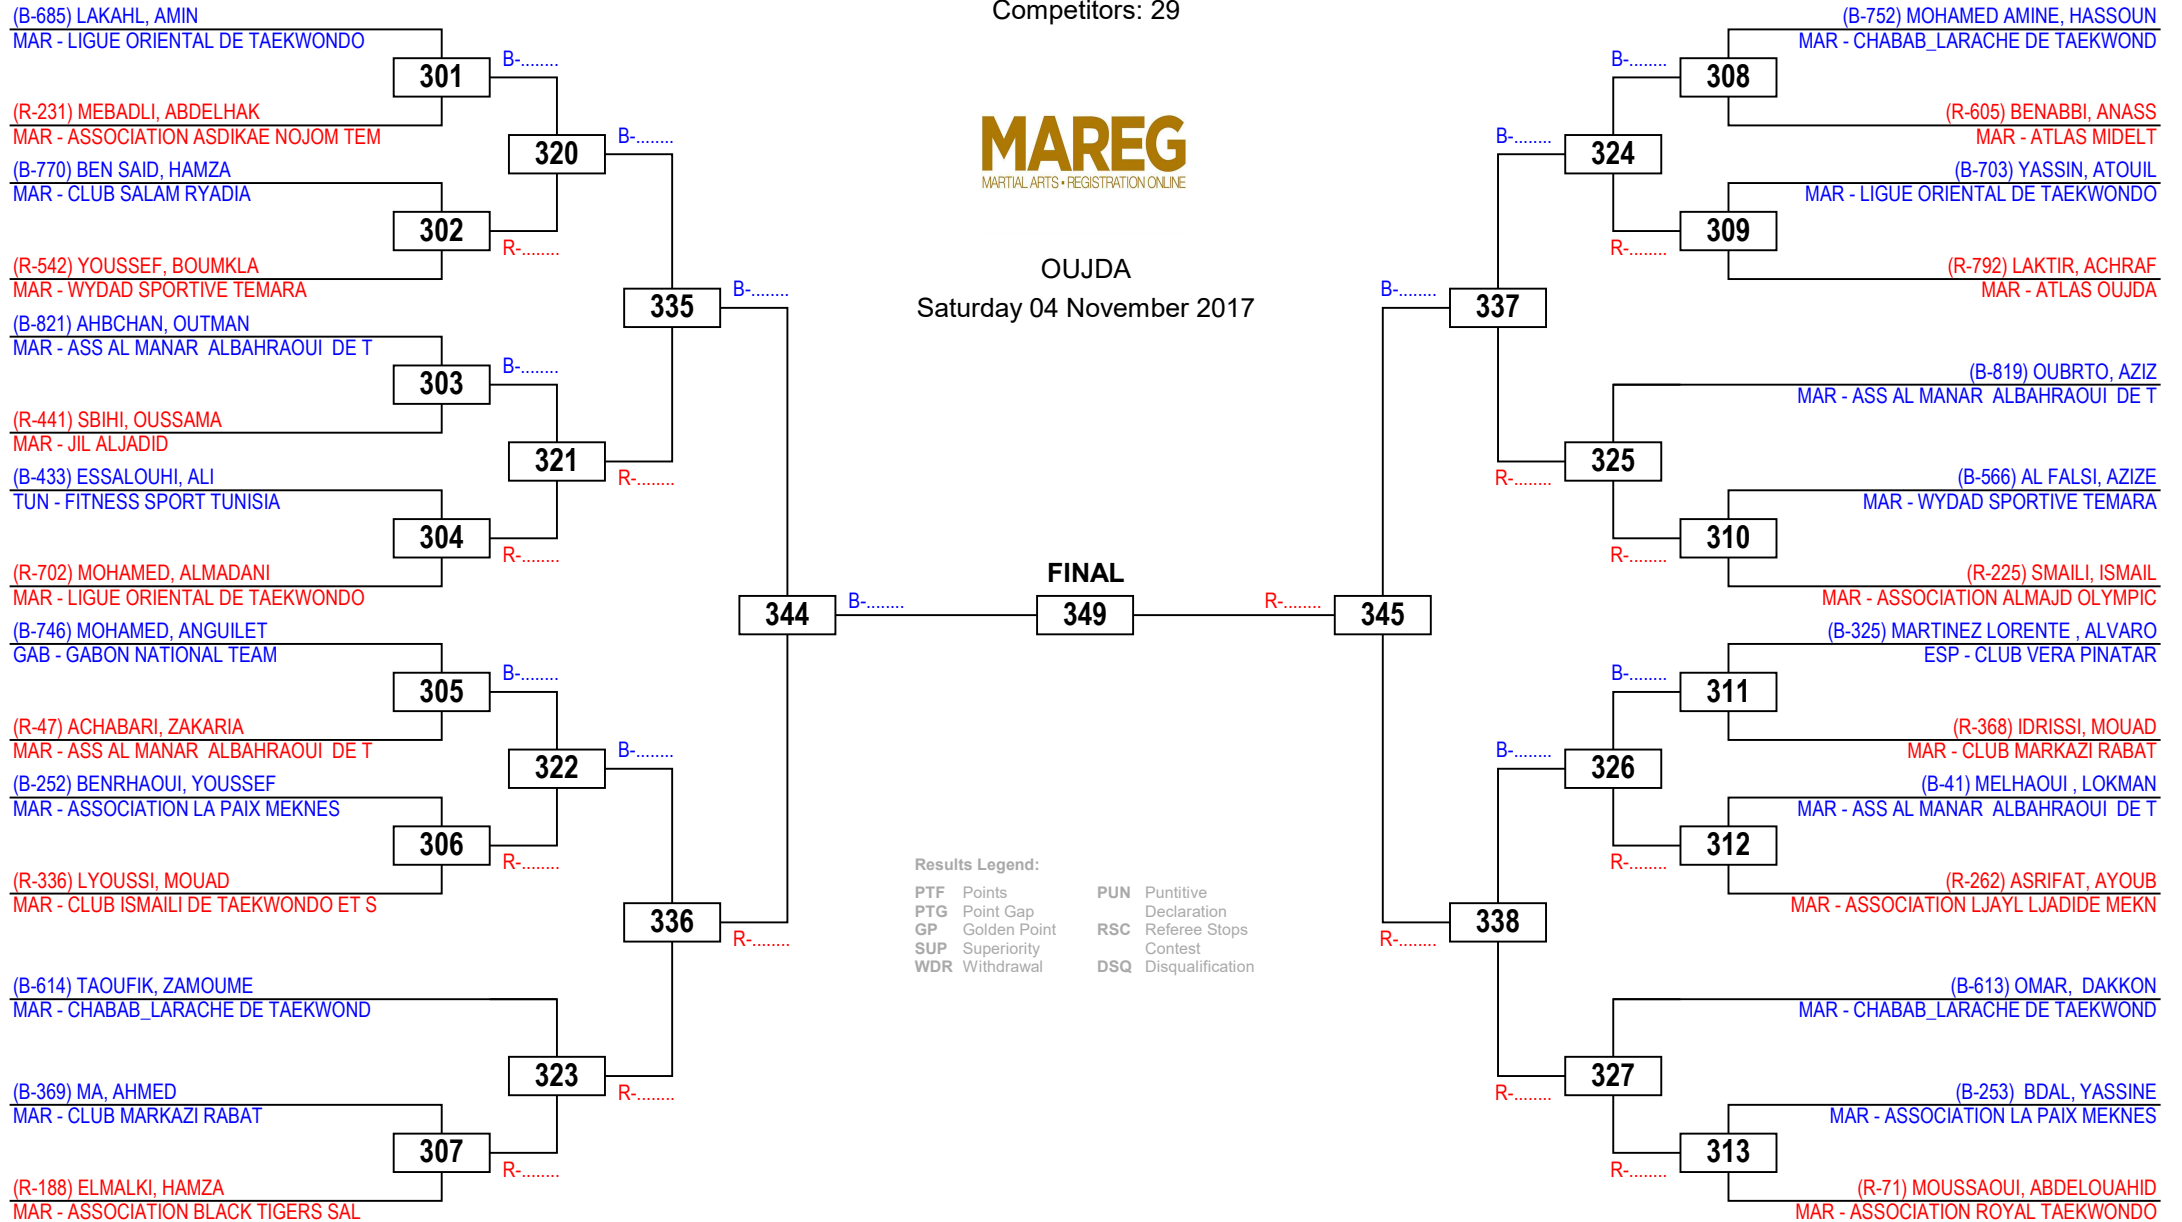 Competitors: 29
MAREG
MARTIAL ARTS • REGISTRATION ONLINE
OUJDA
Saturday 04 November 2017
(B-685) LAKAHL, AMIN
MAR - LIGUE ORIENTAL DE TAEKWONDO
301
(R-231) MEBADLI, ABDELHAK
MAR - ASSOCIATION ASDIKAE NOJOM TEM
(B-770) BEN SAID, HAMZA
MAR - CLUB SALAM RYADIA
302
(R-542) YOUSSEF, BOUMKLA
MAR - WYDAD SPORTIVE TEMARA
(B-821) AHBCHAN, OUTMAN
MAR - ASS AL MANAR  ALBAHRAOUI  DE T
303
(R-441) SBIHI, OUSSAMA
MAR - JIL ALJADID
(B-433) ESSALOUHI, ALI
TUN - FITNESS SPORT TUNISIA
304
(R-702) MOHAMED, ALMADANI
MAR - LIGUE ORIENTAL DE TAEKWONDO
(B-746) MOHAMED, ANGUILET
GAB - GABON NATIONAL TEAM
305
(R-47) ACHABARI, ZAKARIA
MAR - ASS AL MANAR  ALBAHRAOUI  DE T
(B-252) BENRHAOUI, YOUSSEF
MAR - ASSOCIATION LA PAIX MEKNES
306
(R-336) LYOUSSI, MOUAD
MAR - CLUB ISMAILI DE TAEKWONDO ET S
(B-614) TAOUFIK, ZAMOUME
MAR - CHABAB_LARACHE DE TAEKWOND
(B-369) MA, AHMED
MAR - CLUB MARKAZI RABAT
307
(R-188) ELMALKI, HAMZA
MAR - ASSOCIATION BLACK TIGERS SAL
B-........
320
R-........
B-........
321
R-........
B-........
322
R-........
323
R-........
B-........
335
R-........
B-........
336
R-........
B-........
344
R-........
B-........
FINAL
349
R-........
B-........
345
R-........
B-........
337
R-........
B-........
338
R-........
B-........
324
R-........
325
R-........
B-........
326
R-........
327
R-........
(B-752) MOHAMED AMINE, HASSOUN
MAR - CHABAB_LARACHE DE TAEKWOND
308
(R-605) BENABBI, ANASS
MAR - ATLAS MIDELT
(B-703) YASSIN, ATOUIL
MAR - LIGUE ORIENTAL DE TAEKWONDO
309
(R-792) LAKTIR, ACHRAF
MAR - ATLAS OUJDA
(B-819) OUBRTO, AZIZ
MAR - ASS AL MANAR  ALBAHRAOUI  DE T
(B-566) AL FALSI, AZIZE
MAR - WYDAD SPORTIVE TEMARA
310
(R-225) SMAILI, ISMAIL
MAR - ASSOCIATION ALMAJD OLYMPIC
(B-325) MARTINEZ LORENTE , ALVARO
ESP - CLUB VERA PINATAR
311
(R-368) IDRISSI, MOUAD
MAR - CLUB MARKAZI RABAT
(B-41) MELHAOUI , LOKMAN
MAR - ASS AL MANAR  ALBAHRAOUI  DE T
312
(R-262) ASRIFAT, AYOUB
MAR - ASSOCIATION LJAYL LJADIDE MEKN
(B-613) OMAR,  DAKKON
MAR - CHABAB_LARACHE DE TAEKWOND
(B-253)  BDAL, YASSINE
MAR - ASSOCIATION LA PAIX MEKNES
313
(R-71) MOUSSAOUI, ABDELOUAHID
MAR - ASSOCIATION ROYAL TAEKWONDO
Results Legend:
PTF Points
PTG Point Gap
GP Golden Point
SUP Superiority
WDR Withdrawal
PUN Puntitive
Declaration
RSC Referee Stops
Contest
DSQ Disqualification